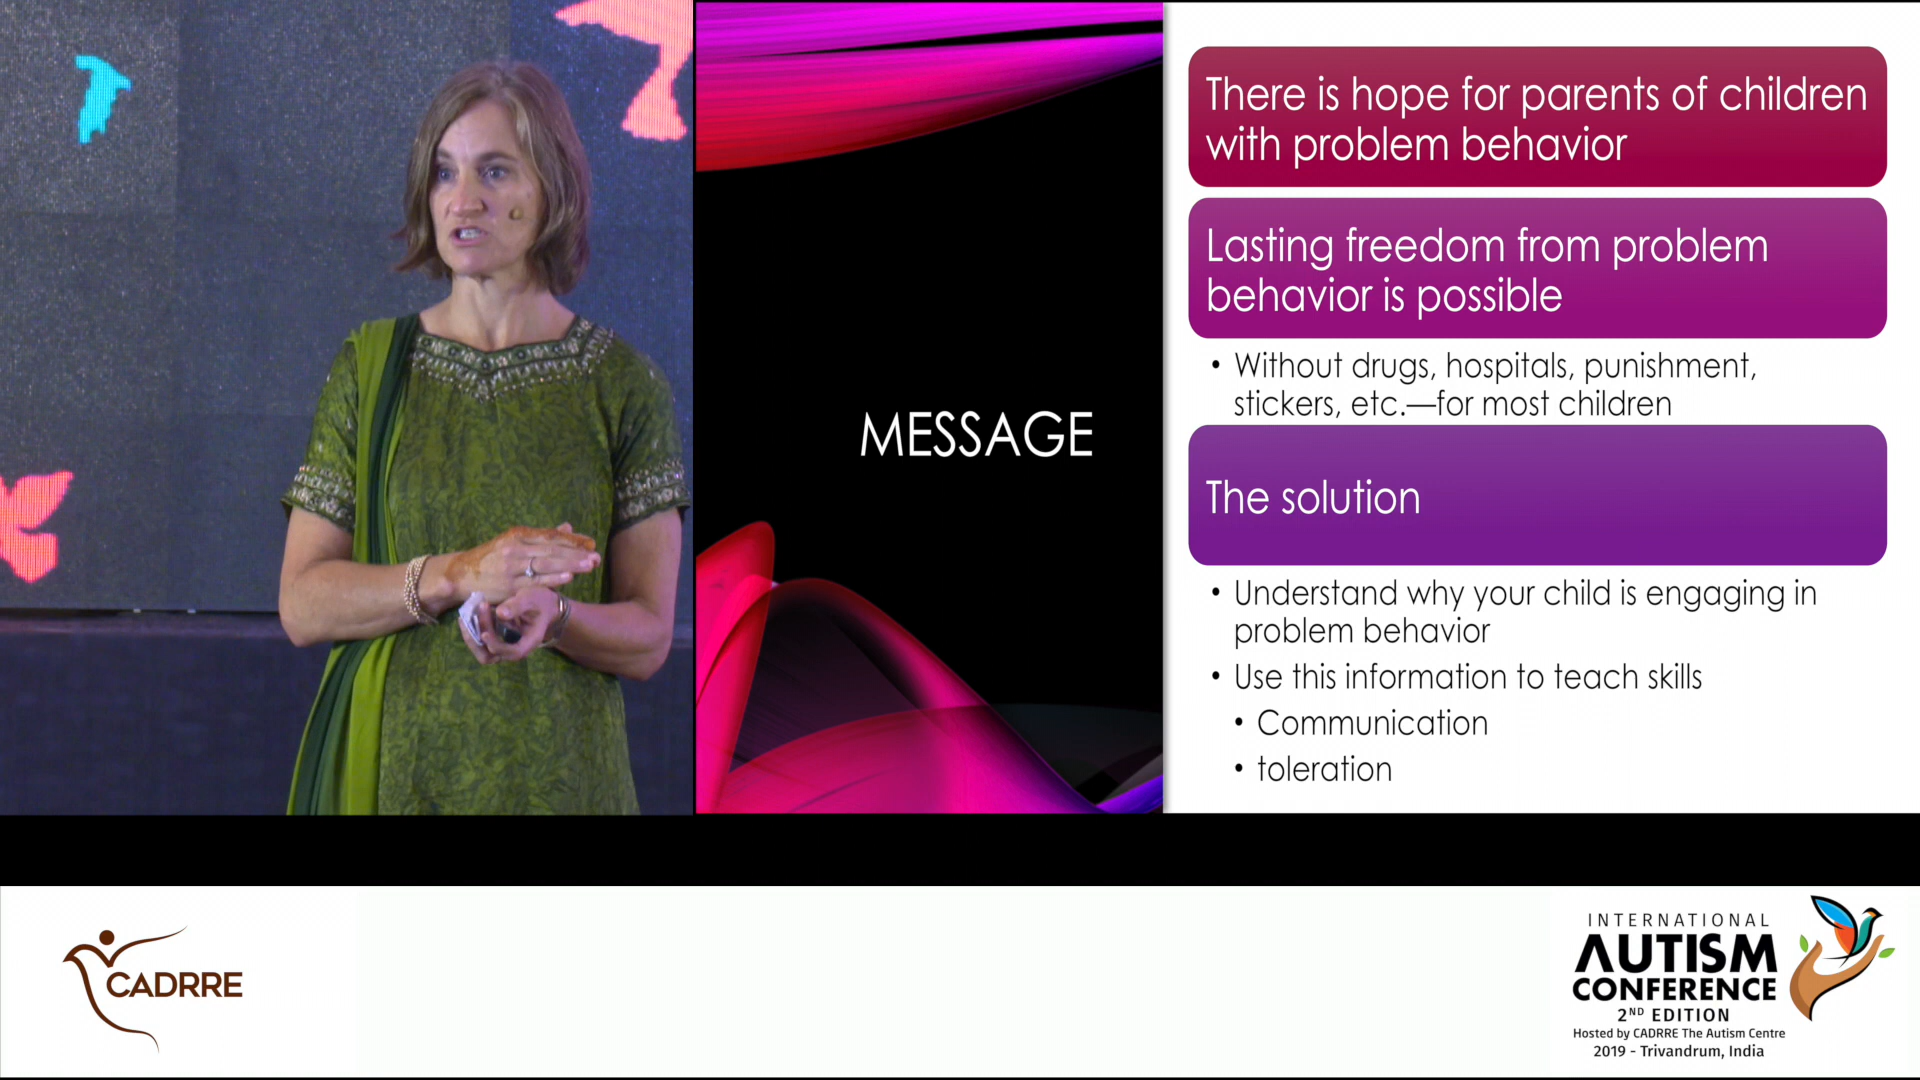 MESSAGE
There is hope for parents of children
with problem behavior
Lasting freedom from problem
behavior is possible
• Without drugs, hospitals, punishment,
stickers, etc.—for most children
The solution
• Understand why your child is engaging in
problem behavior
• Use this information to teach skills
• Communication
• toleration
CADRRE
INTERNATIONAL
AUTISM
CONFERENCE
2ND EDITION
Hosted by CADRRE The Autism Centre
2019 - Trivandrum, India